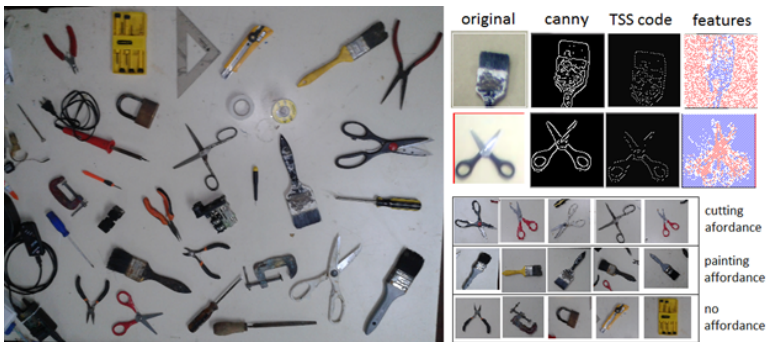 original canny TSS code features
cutting
afordance
painting
affordance
no
affordance